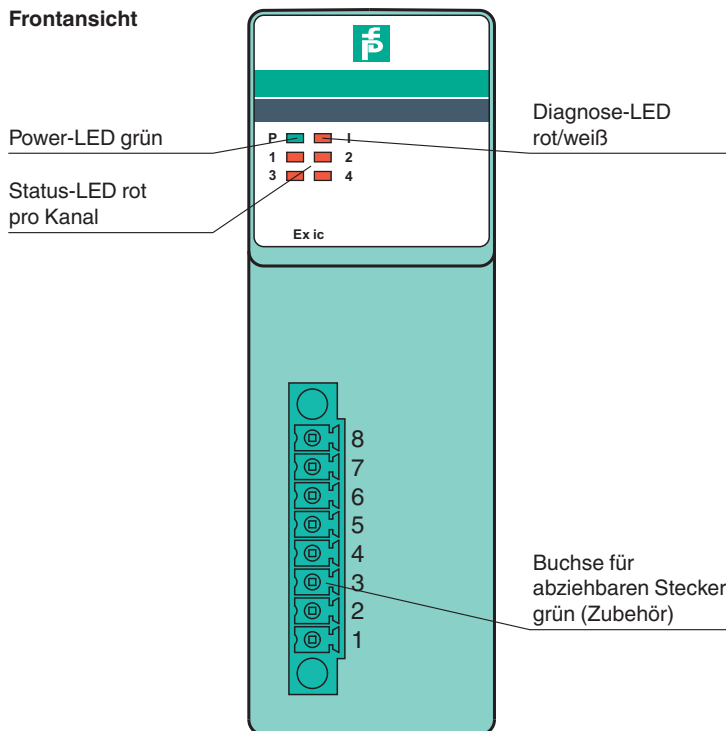 Frontansicht
Power-LED grün
Status-LED rot
pro Kanal
Diagnose-LED
rot/weiß
P I
1 2
3 4
Ex ic
8
7
6
5
4
3
2
1
Buchse für
abziehbaren Stecker
grün (Zubehör)